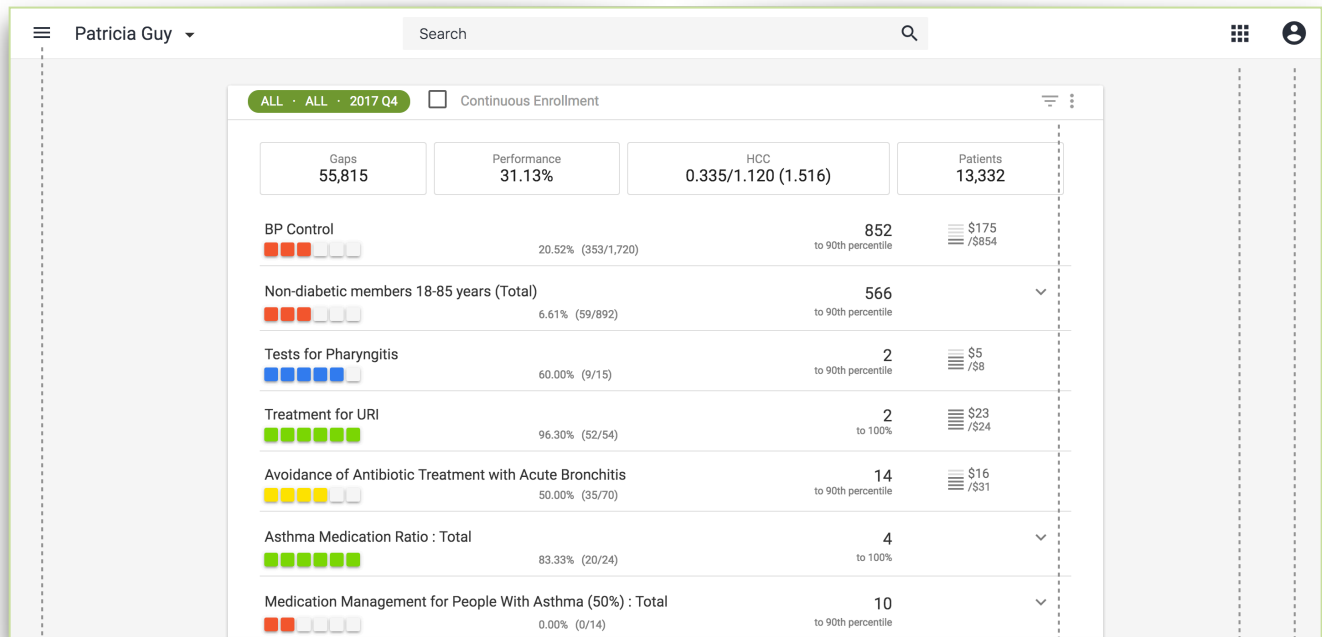 Patricia Guy
Search
ALL · ALL · 2017 Q4
Continuous Enrollment
Gaps
55,815
Performance
31.13%
HCC
0.335/1.120 (1.516)
Patients
13,332
BP Control
20.52% (353/1,720)
852
to 90th percentile
$175
/$854
Non-diabetic members 18-85 years (Total)
6.61% (59/892)
566
to 90th percentile
Tests for Pharyngitis
60.00% (9/15)
2
to 90th percentile
$5
/$8
Treatment for URI
96.30% (52/54)
2
to 100%
$23
/$24
Avoidance of Antibiotic Treatment with Acute Bronchitis
50.00% (35/70)
14
to 90th percentile
$16
/$31
Asthma Medication Ratio : Total
83.33% (20/24)
4
to 100%
Medication Management for People With Asthma (50%) : Total
0.00% (0/14)
10
to 90th percentile